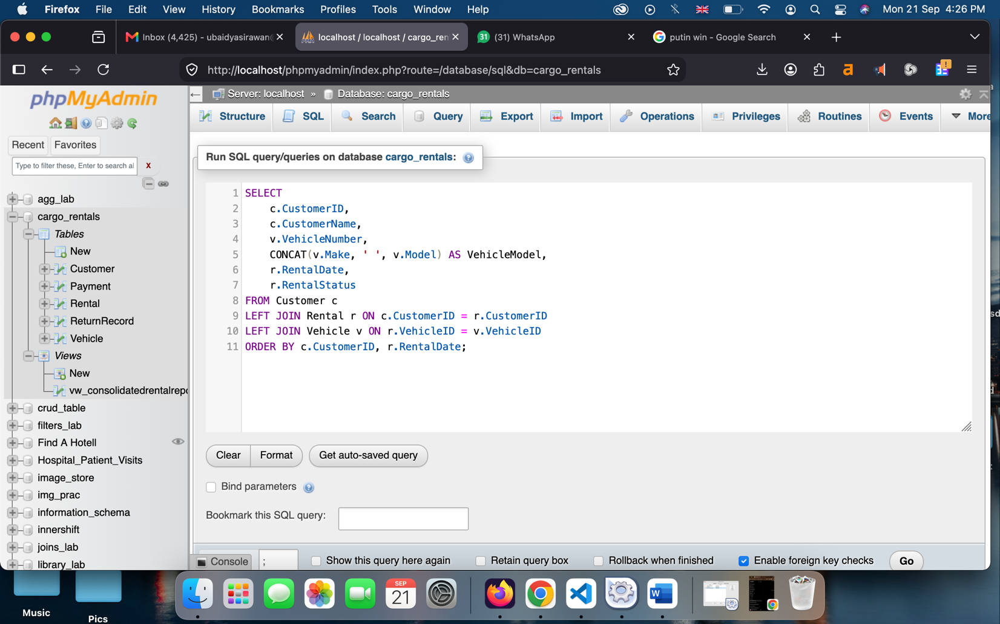 Firefox File Edit View History Bookmarks Profiles Tools Window Help Mon 21 Sep 4:26 PM
Inbox (4,425) - ubaidyasirawan localhost / localhost / cargo_ren 31 (31) WhatsApp putin win - Google Search
http://localhost/phpmyadmin/index.php?route=/database/sql&db=cargo_rentals
phpMyAdmin
Server: localhost » Database: cargo_rentals
Structure SQL Search Query Export Import Operations Privileges Routines Events More
Recent Favorites
Type to filter these, Enter to search al X
agg_lab
cargo_rentals
Tables
New
Customer
Payment
Rental
ReturnRecord
Vehicle
Views
New
vw_consolidatedrentalrepo
crud_table
filters_lab
Find A Hotell
Hospital_Patient_Visits
image_store
img_prac
information_schema
innershift
joins_lab
library_lab
Run SQL query/queries on database cargo_rentals:
1 SELECT
2 c.CustomerID,
3 c.CustomerName,
4 v.VehicleNumber,
5 CONCAT(v.Make, ' ', v.Model) AS VehicleModel,
6 r.RentalDate,
7 r.RentalStatus
8 FROM Customer c
9 LEFT JOIN Rental r ON c.CustomerID = r.CustomerID
10 LEFT JOIN Vehicle v ON r.VehicleID = v.VehicleID
11 ORDER BY c.CustomerID, r.RentalDate;
Clear Format Get auto-saved query
Bind parameters
Bookmark this SQL query:
Console ; Show this query here again Retain query box Rollback when finished Enable foreign key checks Go
SEP
21
W
Music
Pics